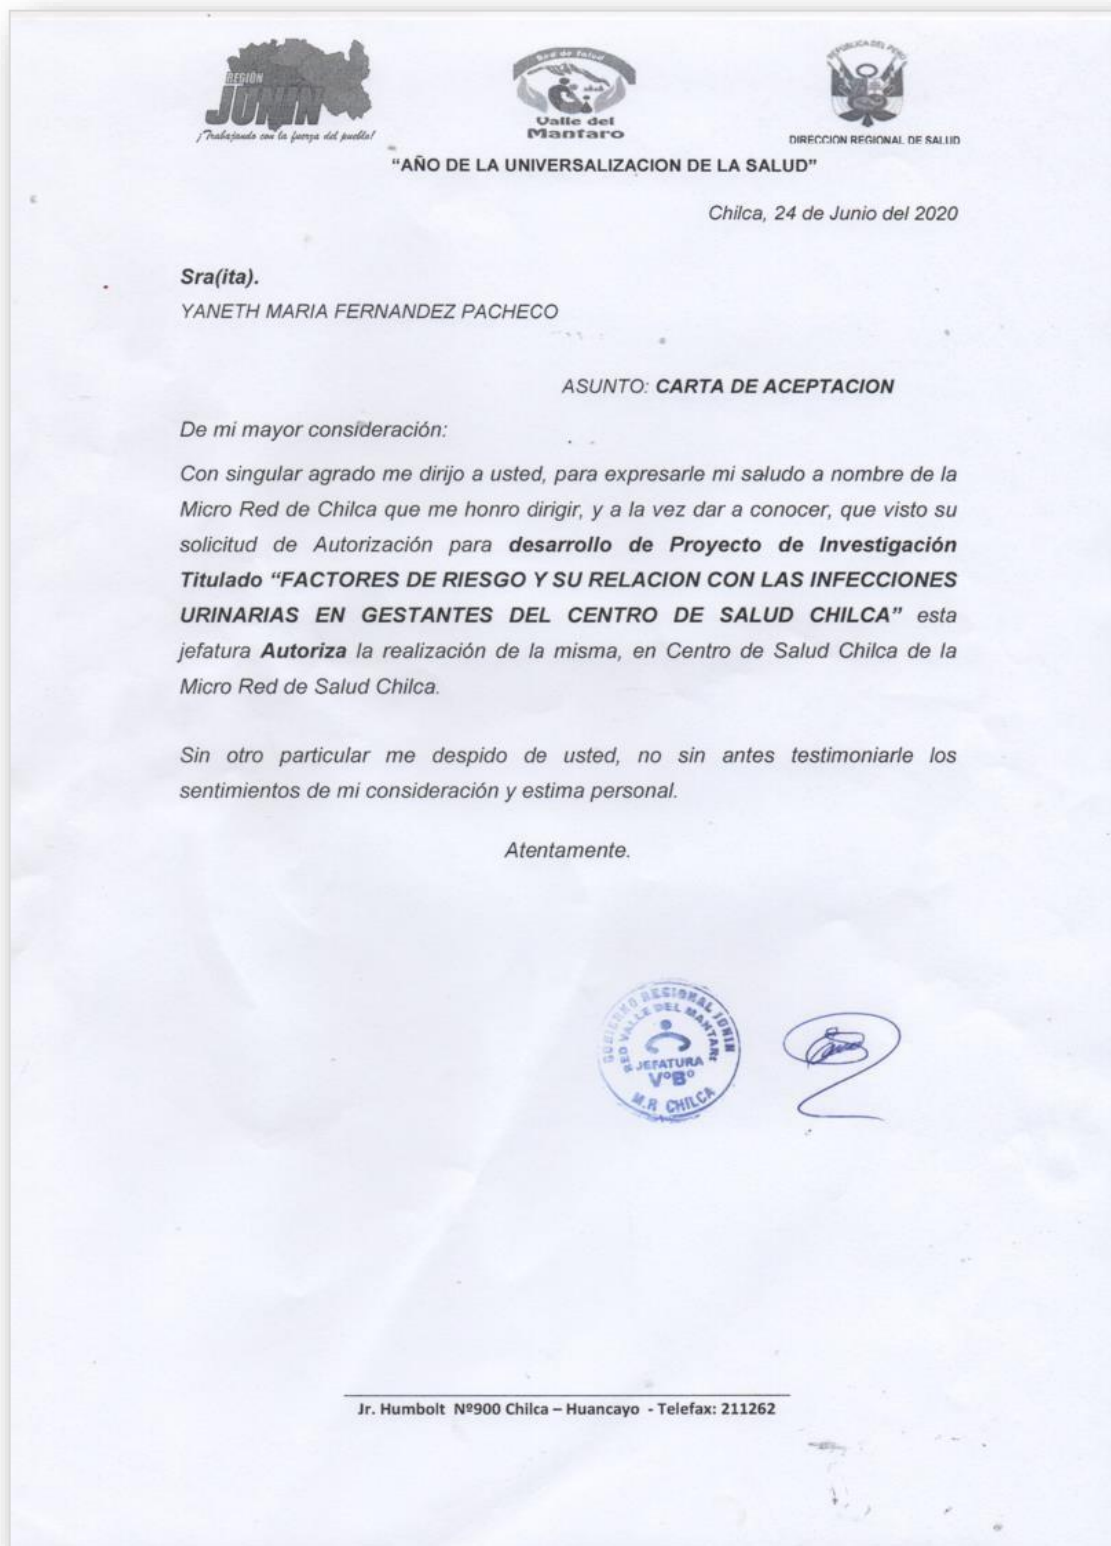 REGIÓN
JUNIN
¡Trabajando con la fuerza del pueblo!
Red de Salud
Valle del
Mantaro
REPUBLICA DEL PERU
DIRECCION REGIONAL DE SALUD
"AÑO DE LA UNIVERSALIZACION DE LA SALUD"
Chilca, 24 de Junio del 2020
Sra(ita).
YANETH MARIA FERNANDEZ PACHECO
ASUNTO: CARTA DE ACEPTACION
De mi mayor consideración:
Con singular agrado me dirijo a usted, para expresarle mi saludo a nombre de la
Micro Red de Chilca que me honro dirigir, y a la vez dar a conocer, que visto su
solicitud de Autorización para desarrollo de Proyecto de Investigación
Titulado "FACTORES DE RIESGO Y SU RELACION CON LAS INFECCIONES
URINARIAS EN GESTANTES DEL CENTRO DE SALUD CHILCA" esta
jefatura Autoriza la realización de la misma, en Centro de Salud Chilca de la
Micro Red de Salud Chilca.
Sin otro particular me despido de usted, no sin antes testimoniarle los
sentimientos de mi consideración y estima personal.
Atentamente.
GOBIERNO REGIONAL JUNIN
RED VALLE DEL MANTARO
JEFATURA
VºBº
M.R CHILCA
Jr. Humbolt Nº900 Chilca – Huancayo - Telefax: 211262